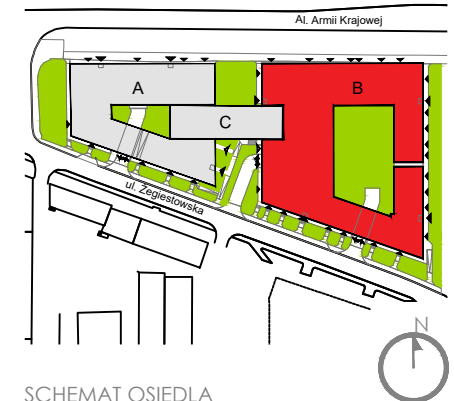 Al. Armii Krajowej
A
B
C
ul. Żegiestowska
N
SCHEMAT OSIEDLA